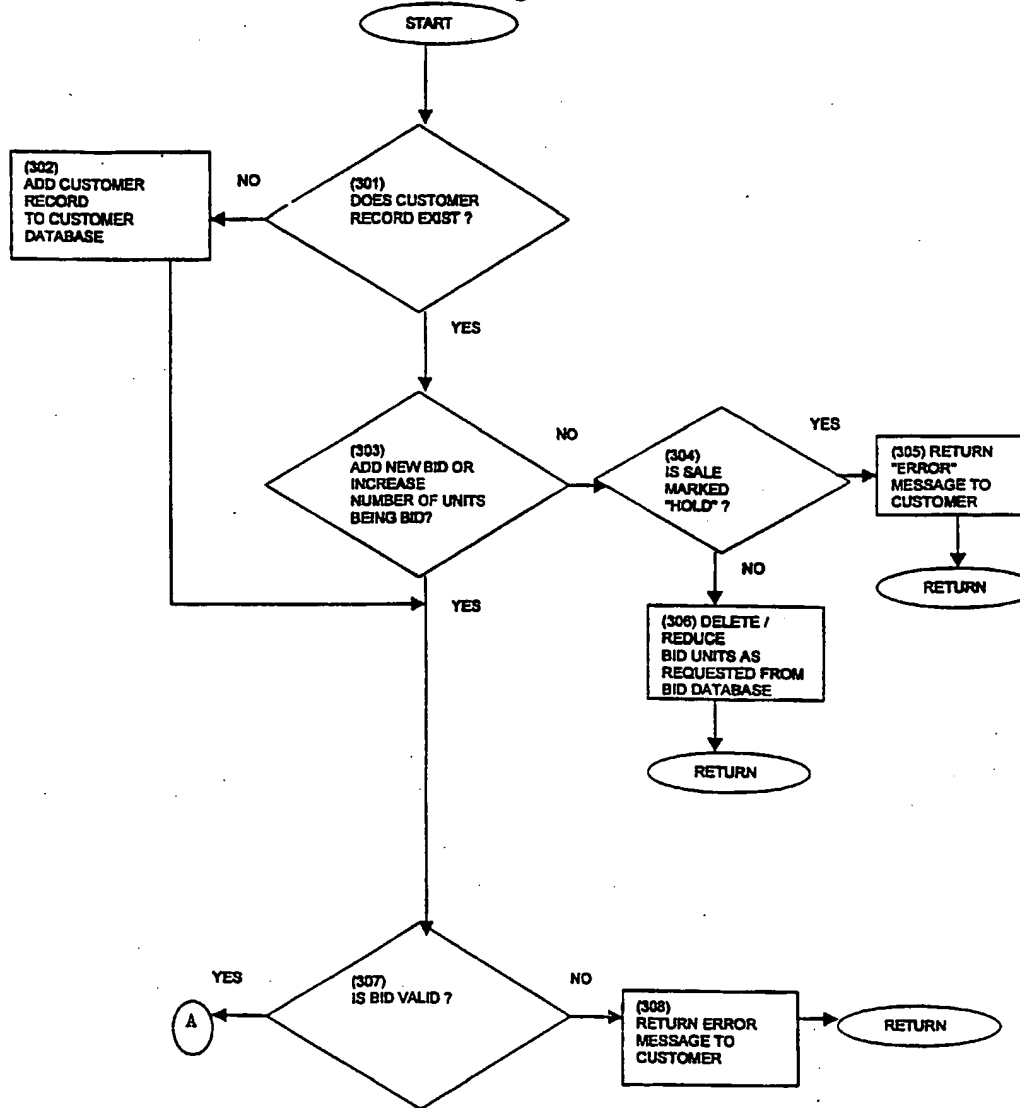 START
(302)
ADD CUSTOMER
RECORD
TO CUSTOMER
DATABASE
NO
(301)
DOES CUSTOMER
RECORD EXIST ?
YES
(303)
ADD NEW BID OR
INCREASE
NUMBER OF UNITS
BEING BID?
NO
(304)
IS SALE
MARKED
"HOLD" ?
YES
(305) RETURN
"ERROR"
MESSAGE TO
CUSTOMER
RETURN
YES
NO
(306) DELETE /
REDUCE
BID UNITS AS
REQUESTED FROM
BID DATABASE
RETURN
YES
A
(307)
IS BID VALID ?
NO
(308)
RETURN ERROR
MESSAGE TO
CUSTOMER
RETURN